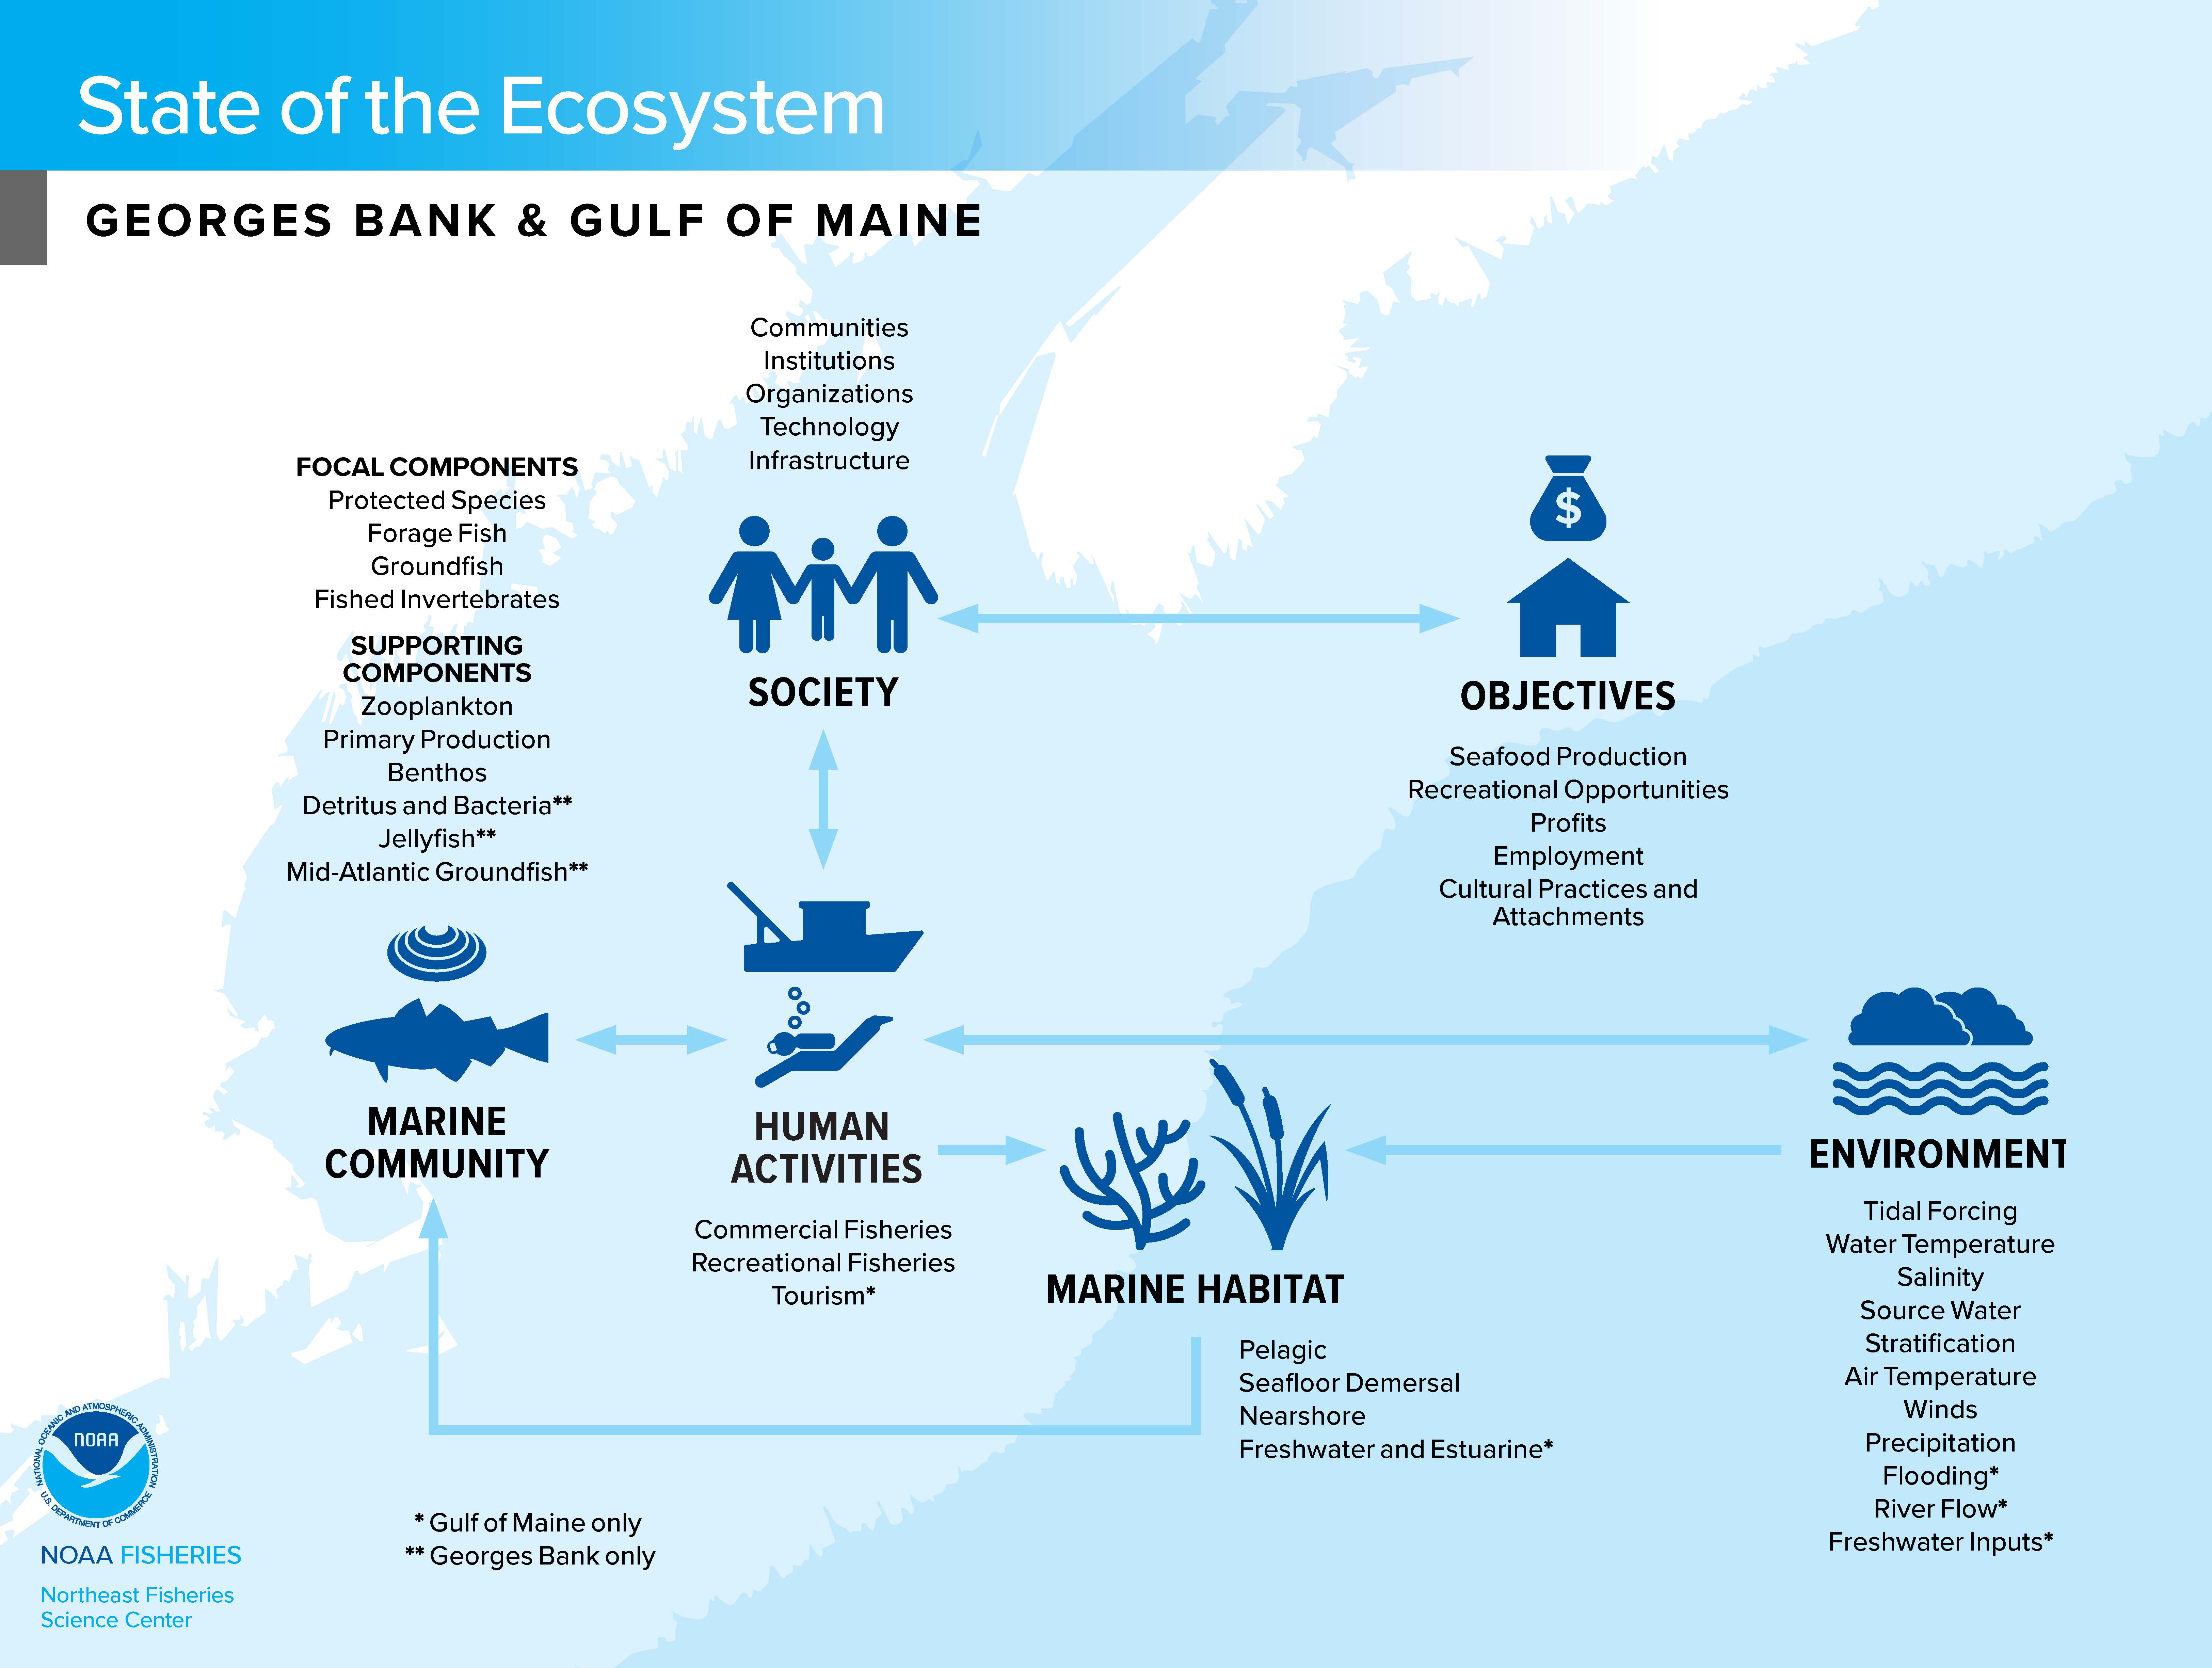 State of the Ecosystem
GEORGES BANK & GULF OF MAINE
Communities
Institutions
Organizations
Technology
Infrastructure
SOCIETY
FOCAL COMPONENTS
Protected Species
Forage Fish
Groundfish
Fished Invertebrates
SUPPORTING
COMPONENTS
Zooplankton
Primary Production
Benthos
Detritus and Bacteria**
Jellyfish**
Mid-Atlantic Groundfish**
MARINE
COMMUNITY
$
OBJECTIVES
Seafood Production
Recreational Opportunities
Profits
Employment
Cultural Practices and
Attachments
HUMAN
ACTIVITIES
Commercial Fisheries
Recreational Fisheries
Tourism*
MARINE HABITAT
Pelagic
Seafloor Demersal
Nearshore
Freshwater and Estuarine*
ENVIRONMENT
Tidal Forcing
Water Temperature
Salinity
Source Water
Stratification
Air Temperature
Winds
Precipitation
Flooding*
River Flow*
Freshwater Inputs*
* Gulf of Maine only
** Georges Bank only
NATIONAL OCEANIC AND ATMOSPHERIC ADMINISTRATION
NOAA
U.S. DEPARTMENT OF COMMERCE
NOAA FISHERIES
Northeast Fisheries
Science Center